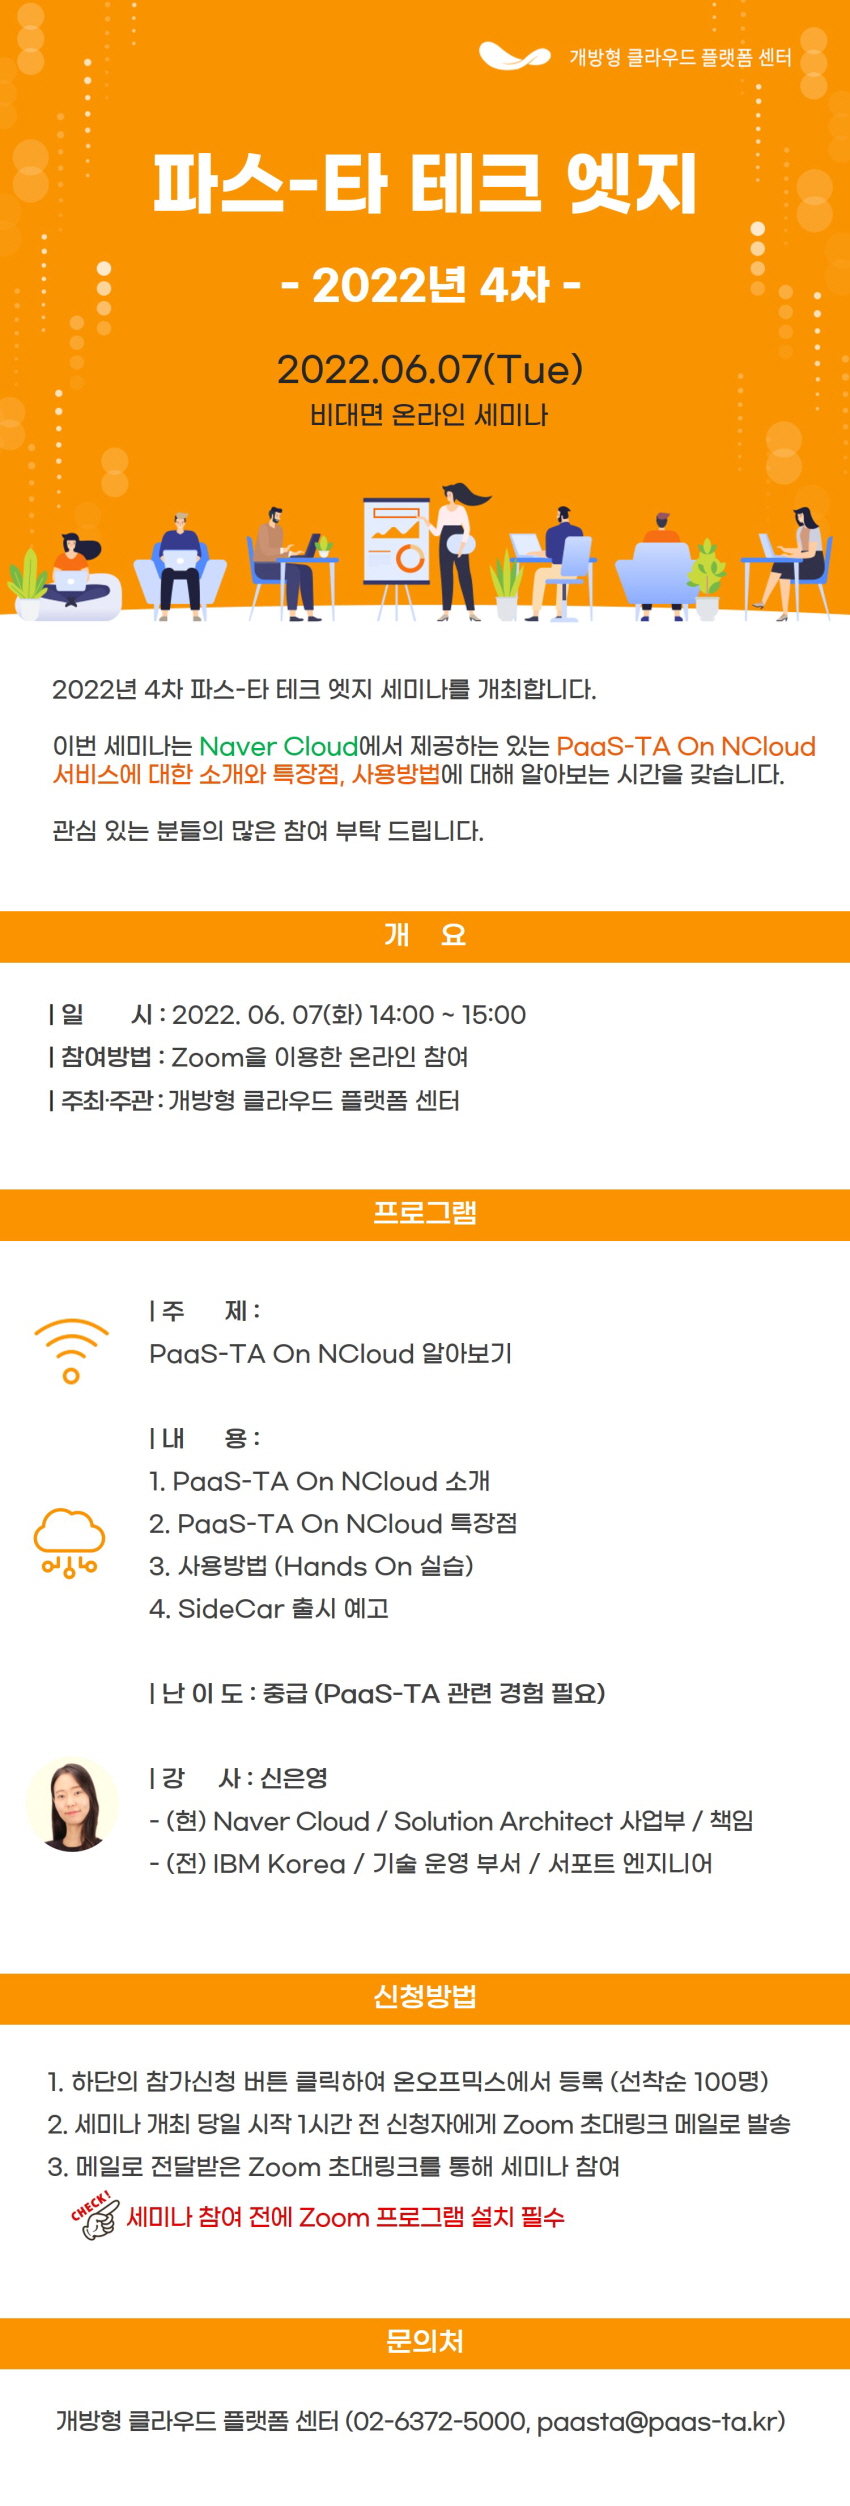 개방형 클라우드 플랫폼 센터
파스-타 테크 엣지
- 2022년 4차 -
2022.06.07(Tue)
비대면 온라인 세미나
2022년 4차 파스-타 테크 엣지 세미나를 개최합니다.
이번 세미나는 Naver Cloud에서 제공하는 있는 PaaS-TA On NCloud
서비스에 대한 소개와 특장점, 사용방법에 대해 알아보는 시간을 갖습니다.
관심 있는 분들의 많은 참여 부탁 드립니다.
개 요
| 일 시 : 2022. 06. 07(화) 14:00 ~ 15:00
| 참여방법 : Zoom을 이용한 온라인 참여
| 주최·주관 : 개방형 클라우드 플랫폼 센터
프로그램
| 주 제 :
PaaS-TA On NCloud 알아보기
| 내 용 :
1. PaaS-TA On NCloud 소개
2. PaaS-TA On NCloud 특장점
3. 사용방법 (Hands On 실습)
4. SideCar 출시 예고
| 난 이 도 : 중급 (PaaS-TA 관련 경험 필요)
| 강 사 : 신은영
- (현) Naver Cloud / Solution Architect 사업부 / 책임
- (전) IBM Korea / 기술 운영 부서 / 서포트 엔지니어
신청방법
1. 하단의 참가신청 버튼 클릭하여 온오프믹스에서 등록 (선착순 100명)
2. 세미나 개최 당일 시작 1시간 전 신청자에게 Zoom 초대링크 메일로 발송
3. 메일로 전달받은 Zoom 초대링크를 통해 세미나 참여
CHECK!
세미나 참여 전에 Zoom 프로그램 설치 필수
문의처
개방형 클라우드 플랫폼 센터 (02-6372-5000, paasta@paas-ta.kr)